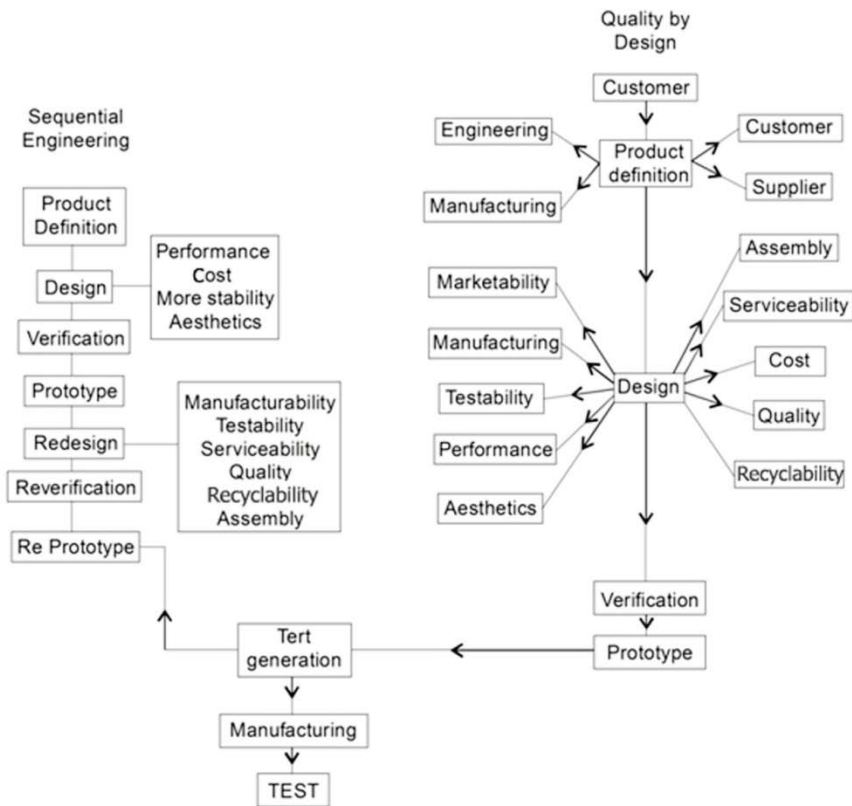 Sequential
Engineering
Product
Definition
Design
Performance
Cost
More stability
Aesthetics
Verification
Prototype
Redesign
Manufacturability
Testability
Serviceability
Quality
Recyclability
Assembly
Reverification
Re Prototype
Quality by
Design
Customer
Engineering
Manufacturing
Product
definition
Customer
Supplier
Marketability
Manufacturing
Testability
Performance
Aesthetics
Design
Assembly
Serviceability
Cost
Quality
Recyclability
Verification
Prototype
Tert
generation
Manufacturing
TEST